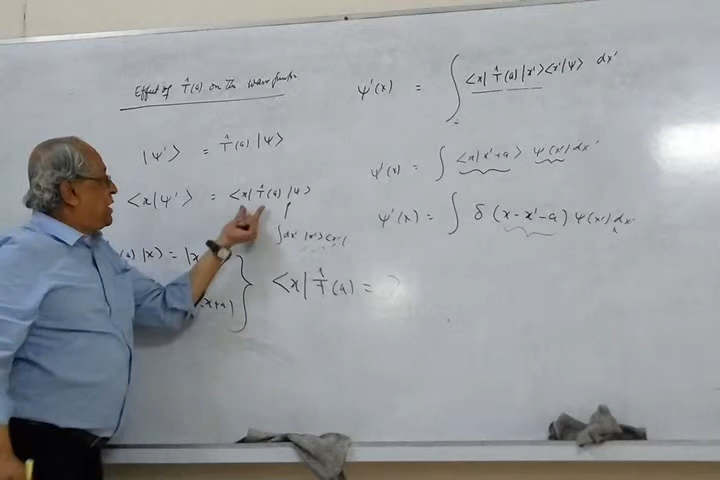 Effect of T̂(a) on the wave function
|ψ'⟩ = T̂(a) |ψ⟩
⟨x|ψ'⟩ = ⟨x| T̂(a) |ψ⟩
∫dx' |x'⟩⟨x'|
(a) |x⟩ = |x
-x+a)
⟨x| T̂(a) =
ψ'(x) = ∫ ⟨x| T̂(a) |x'⟩⟨x'|ψ⟩ dx'
ψ'(x) = ∫ ⟨x|x'+a⟩ ψ(x') dx'
ψ'(x) = ∫ δ (x-x'-a) ψ(x') dx'